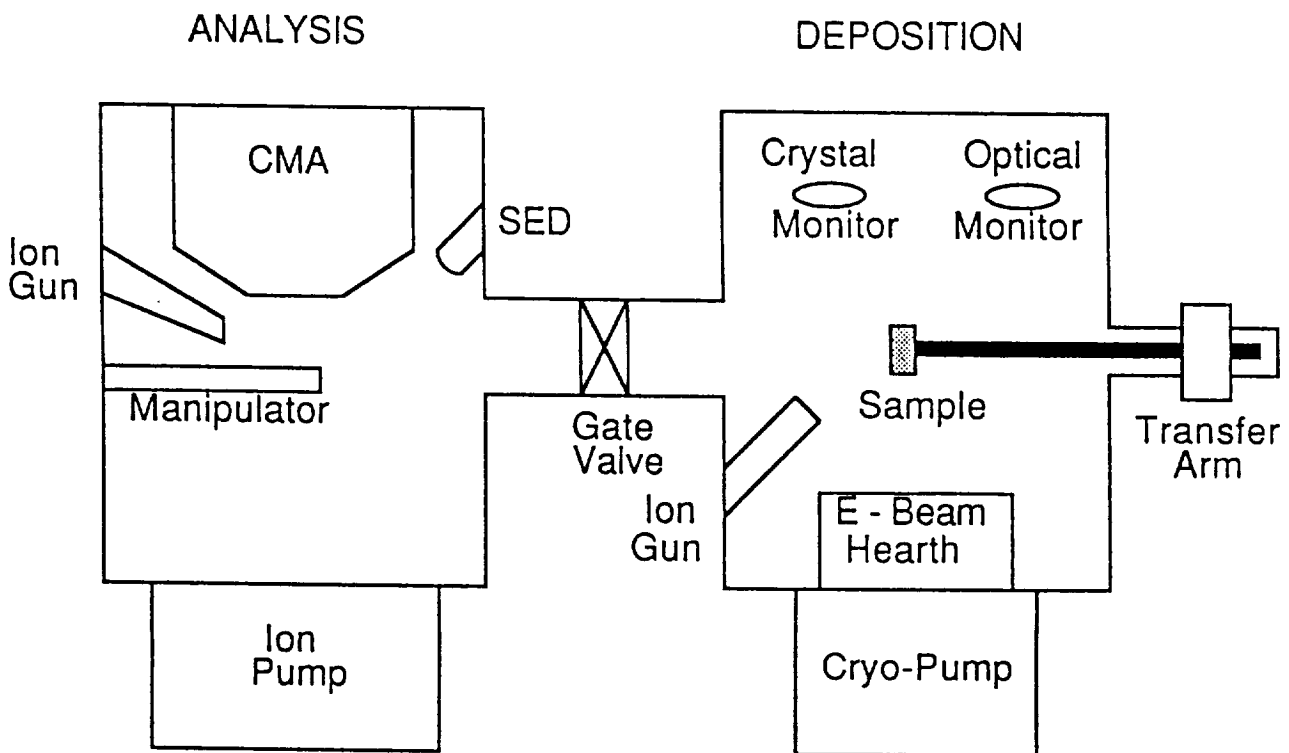 ANALYSIS
DEPOSITION
CMA
SED
Ion
Gun
Manipulator
Gate
Valve
Ion
Pump
Crystal
Monitor
Optical
Monitor
Sample
Transfer
Arm
Ion
Gun
E - Beam
Hearth
Cryo-Pump